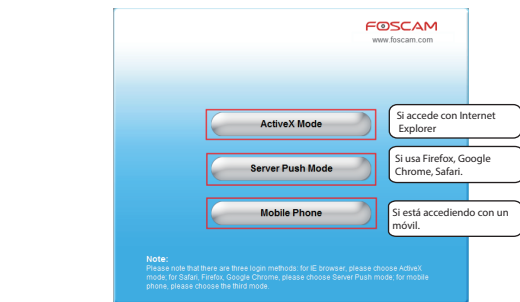 FOSCAM
www.foscam.com
ActiveX Mode
Si accede con Internet
Explorer
Server Push Mode
Si usa Firefox, Google
Chrome, Safari.
Mobile Phone
Si está accediendo con un
móvil.
Note:
Please note that there are three login methods: for IE browser, please choose ActiveX
mode; for Safari, Firefox, Google Chrome, please choose Server Push mode; for mobile
phone, please choose the third mode.